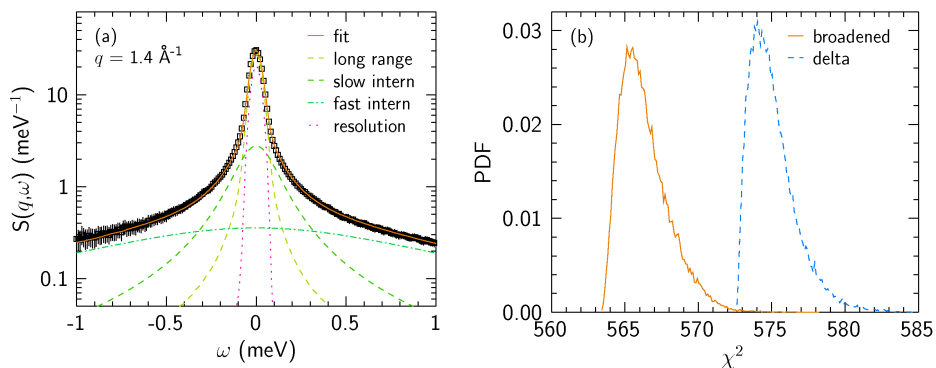 (a)
q = 1.4 Å-1
fit
long range
slow intern
fast intern
resolution
S(q,ω) (meV−1)
10
1
0.1
-1
-0.5
0
0.5
1
ω (meV)
(b)
broadened
delta
PDF
0.03
0.02
0.01
0.00
560
565
570
575
580
585
χ2